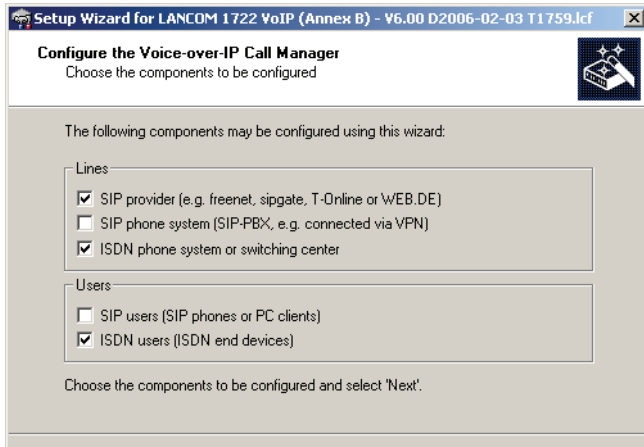 Setup Wizard for LANCOM 1722 VoIP (Annex B) - V6.00 D2006-02-03 T1759.lcf
Configure the Voice-over-IP Call Manager
Choose the components to be configured
The following components may be configured using this wizard:
Lines
SIP provider (e.g. freenet, sipgate, T-Online or WEB.DE)
SIP phone system (SIP-PBX, e.g. connected via VPN)
ISDN phone system or switching center
Users
SIP users (SIP phones or PC clients)
ISDN users (ISDN end devices)
Choose the components to be configured and select 'Next'.